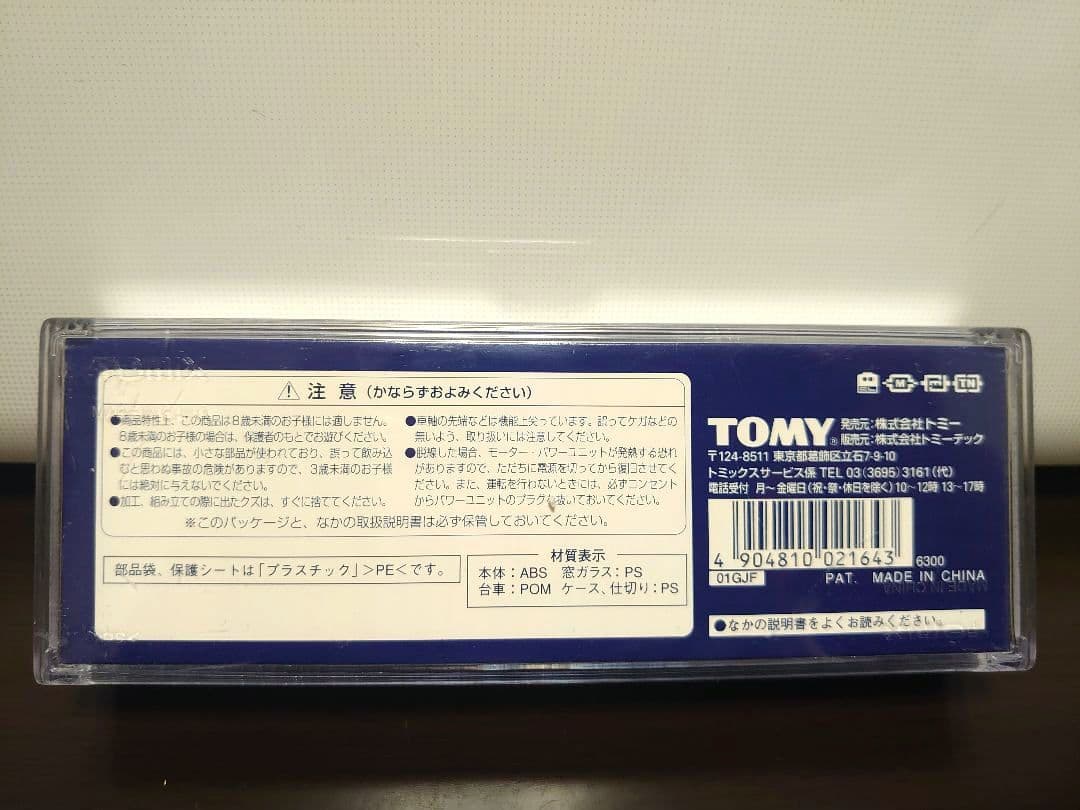 注意（かならずおよみください）
●商品特性上、この商品は8歳未満のお子様には適しません。
8歳未満のお子様の場合は、保護者のもとでお遊びください。
●この商品には、小さな部品が使われており、誤って飲み込
むと思わぬ事故の危険がありますので、3歳未満のお子様
には絶対に与えないでください。
●加工、組み立ての際に出たクズは、すぐに捨ててください。
●車軸の先端などは機能上尖っています。誤ってケガなどの
無いよう、取り扱いには注意してください。
●脱線した場合、モーター・パワーユニットが発熱する恐れ
がありますので、ただちに電源を切ってから復旧させてく
ださい。また、運転を行わないときには、必ずコンセント
からパワーユニットのプラグを抜いておいてください。
※このパッケージと、なかの取扱説明書は必ず保管しておいてください。
部品袋、保護シートは「プラスチック」>PE<です。
材質表示
本体：ABS 窓ガラス：PS
台車：POM ケース、仕切り：PS
M
TN
TOMY® 発売元：株式会社トミー
販売元：株式会社トミーテック
〒124-8511 東京都葛飾区立石7-9-10
トミックスサービス係 TEL 03（3695）3161（代）
電話受付 月～金曜日（祝・祭・休日を除く）10～12時 13～17時
4 904810 021643
6300
01GJF
PAT. MADE IN CHINA
●なかの説明書をよくお読みください。